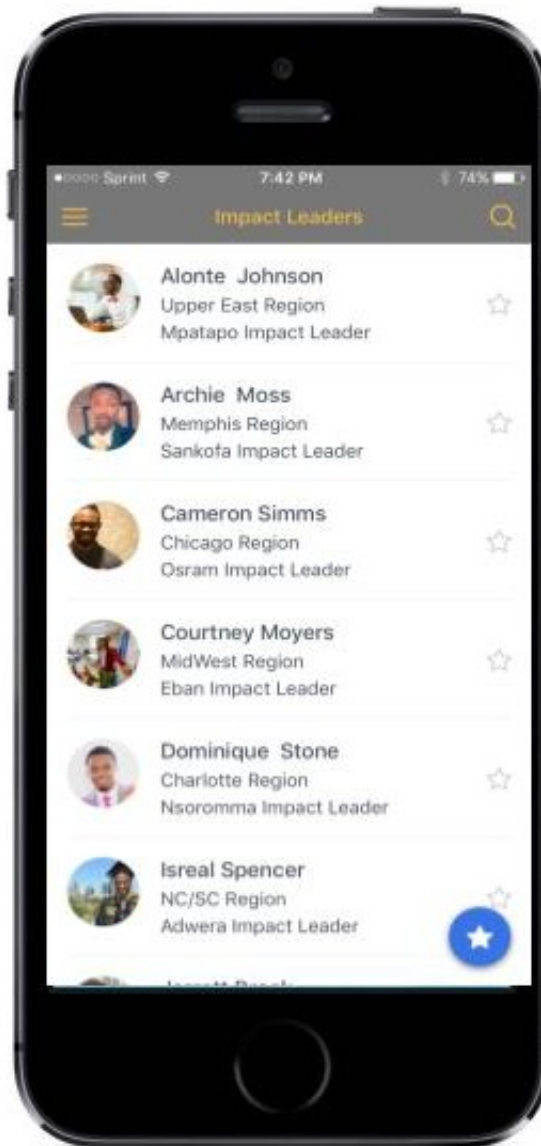 Sprint 7:42 PM 74%
Impact Leaders
Alonte Johnson
Upper East Region
Mpatapo Impact Leader
Archie Moss
Memphis Region
Sankofa Impact Leader
Cameron Simms
Chicago Region
Osram Impact Leader
Courtney Moyers
MidWest Region
Eban Impact Leader
Dominique Stone
Charlotte Region
Nsoromma Impact Leader
Isreal Spencer
NC/SC Region
Adwera Impact Leader